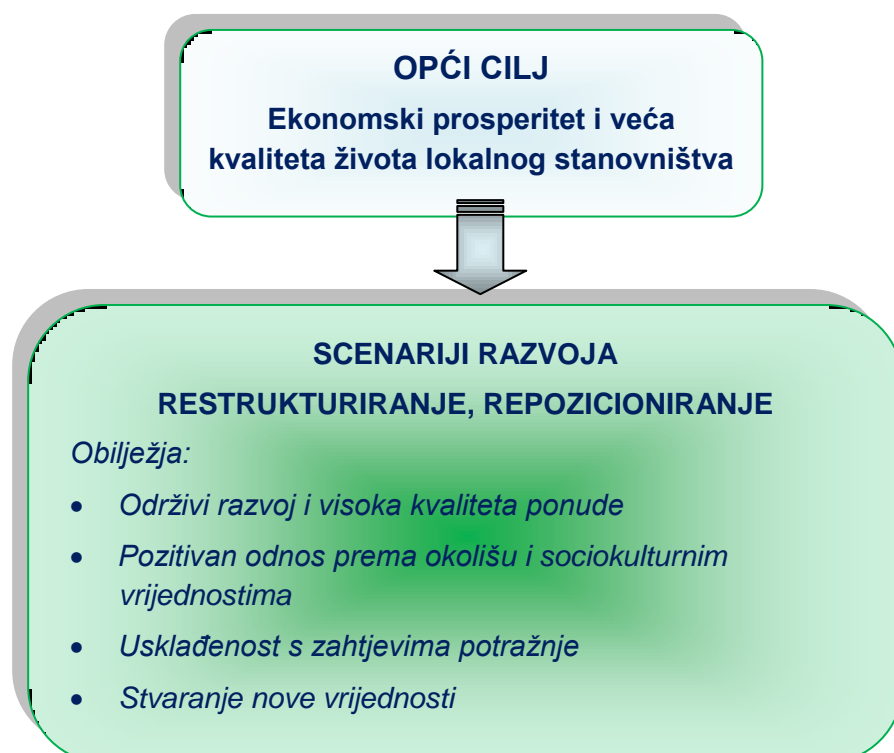 OPĆI CILJ
Ekonomski prosperitet i veća
kvaliteta života lokalnog stanovništva
SCENARIJI RAZVOJA
RESTRUKTURIRANJE, REPOZICIONIRANJE
Obilježja:
• Održivi razvoj i visoka kvaliteta ponude
• Pozitivan odnos prema okolišu i sociokulturnim
vrijednostima
• Usklađenost s zahtjevima potražnje
• Stvaranje nove vrijednosti